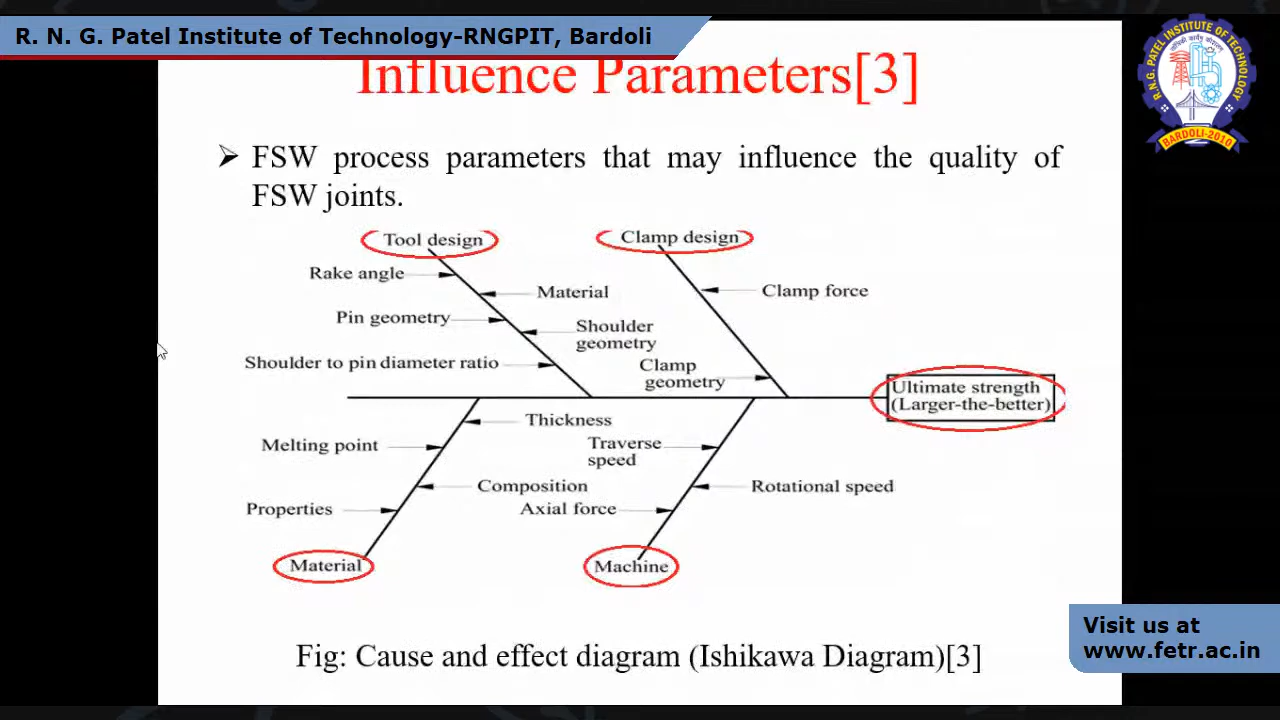 R. N. G. Patel Institute of Technology-RNGPIT, Bardoli
R. N. G. PATEL INSTITUTE OF TECHNOLOGY
BARDOLI-2010
Influence Parameters[3]
➢ FSW process parameters that may influence the quality of
FSW joints.
Tool design
Clamp design
Rake angle
Material
Clamp force
Pin geometry
Shoulder
geometry
Shoulder to pin diameter ratio
Clamp
geometry
Ultimate strength
(Larger-the-better)
Thickness
Melting point
Traverse
speed
Composition
Rotational speed
Properties
Axial force
Material
Machine
Visit us at
www.fetr.ac.in
Fig: Cause and effect diagram (Ishikawa Diagram)[3]